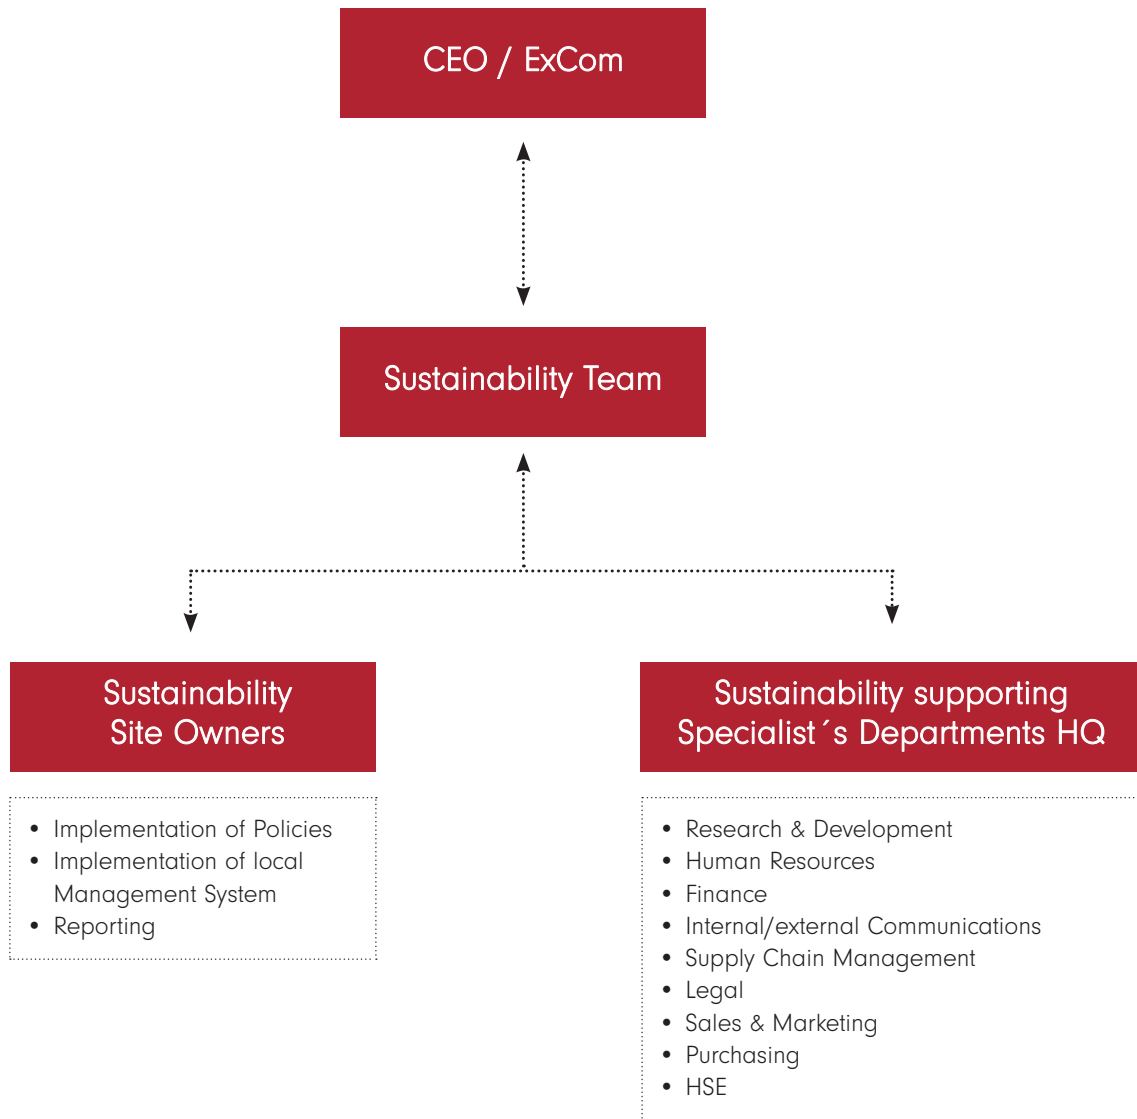 CEO / ExCom
Sustainability Team
Sustainability
Site Owners
• Implementation of Policies
• Implementation of local
Management System
• Reporting
Sustainability supporting
Specialist´s Departments HQ
• Research & Development
• Human Resources
• Finance
• Internal/external Communications
• Supply Chain Management
• Legal
• Sales & Marketing
• Purchasing
• HSE